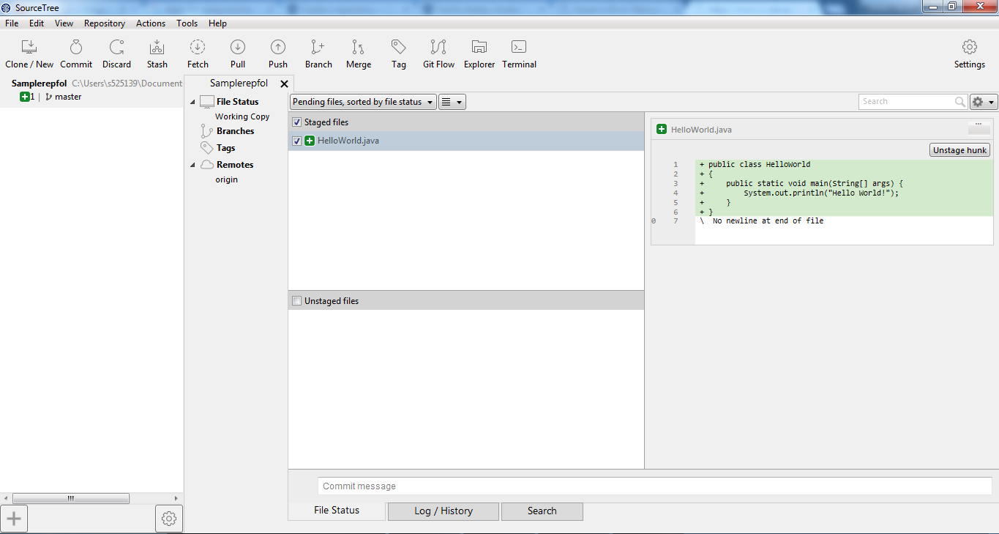 SourceTree
File Edit View Repository Actions Tools Help
Clone / New Commit Discard Stash Fetch Pull Push Branch Merge Tag Git Flow Explorer Terminal Settings
Samplerepfol C:\Users\s525139\Document
1 master
Samplerepfol
File Status
Working Copy
Branches
Tags
Remotes
origin
Pending files, sorted by file status
Search
Staged files
HelloWorld.java
Unstaged files
HelloWorld.java
Unstage hunk
1 + public class HelloWorld
2 + {
3 + public static void main(String[] args) {
4 + System.out.println("Hello World!");
5 + }
6 + }
0 7 \ No newline at end of file
Commit message
File Status Log / History Search